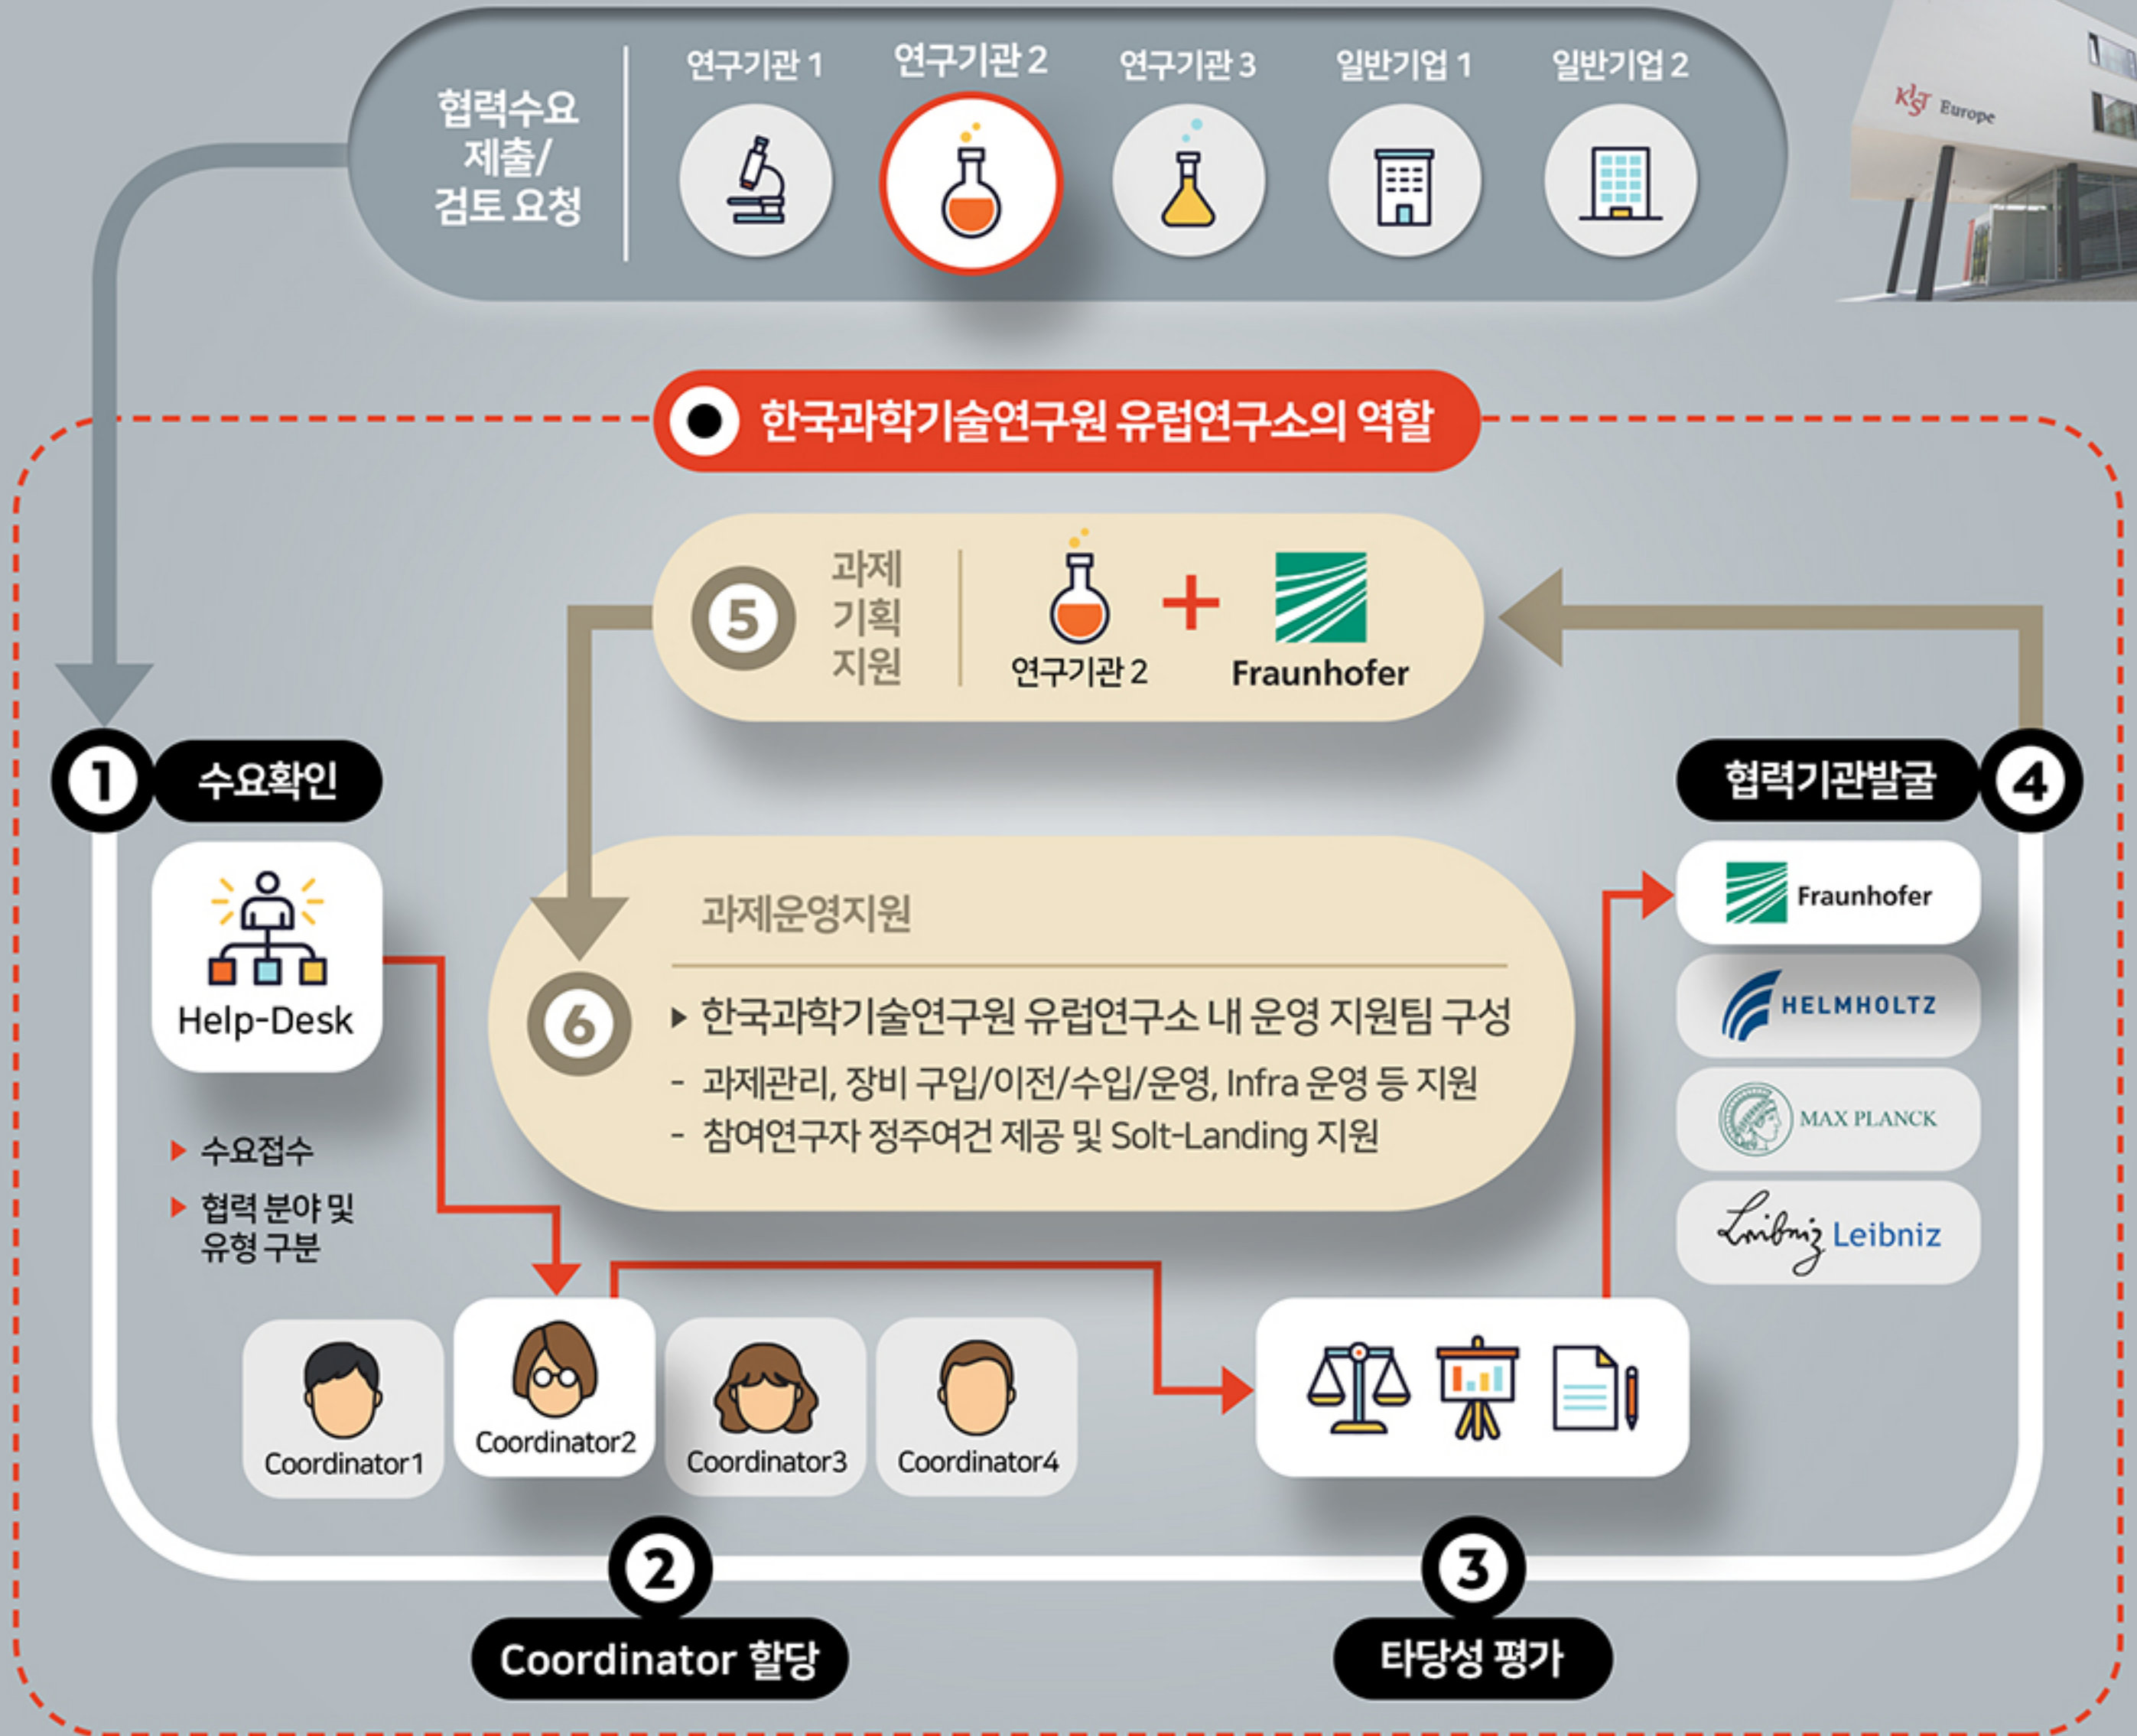 협력수요
제출/
검토 요청
연구기관 1
연구기관 2
연구기관 3
일반기업 1
일반기업 2
KIST Europe
한국과학기술연구원 유럽연구소의 역할
5
과제
기획
지원
연구기관 2
+
Fraunhofer
1
수요확인
Help-Desk
▶ 수요접수
▶ 협력 분야 및
유형 구분
협력기관발굴
4
Fraunhofer
HELMHOLTZ
MAX PLANCK
Leibniz Leibniz
과제운영지원
6
▶ 한국과학기술연구원 유럽연구소 내 운영 지원팀 구성
- 과제관리, 장비 구입/이전/수입/운영, Infra 운영 등 지원
- 참여연구자 정주여건 제공 및 Solt-Landing 지원
Coordinator1
Coordinator2
Coordinator3
Coordinator4
2
Coordinator 할당
3
타당성 평가